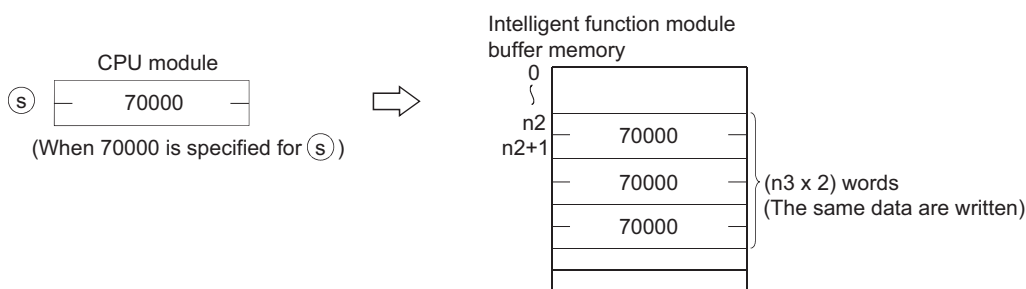 Intelligent function module
buffer memory
CPU module
0
s 70000
(When 70000 is specified for s)
n2
n2+1
70000
70000
70000
(n3 x 2) words
(The same data are written)